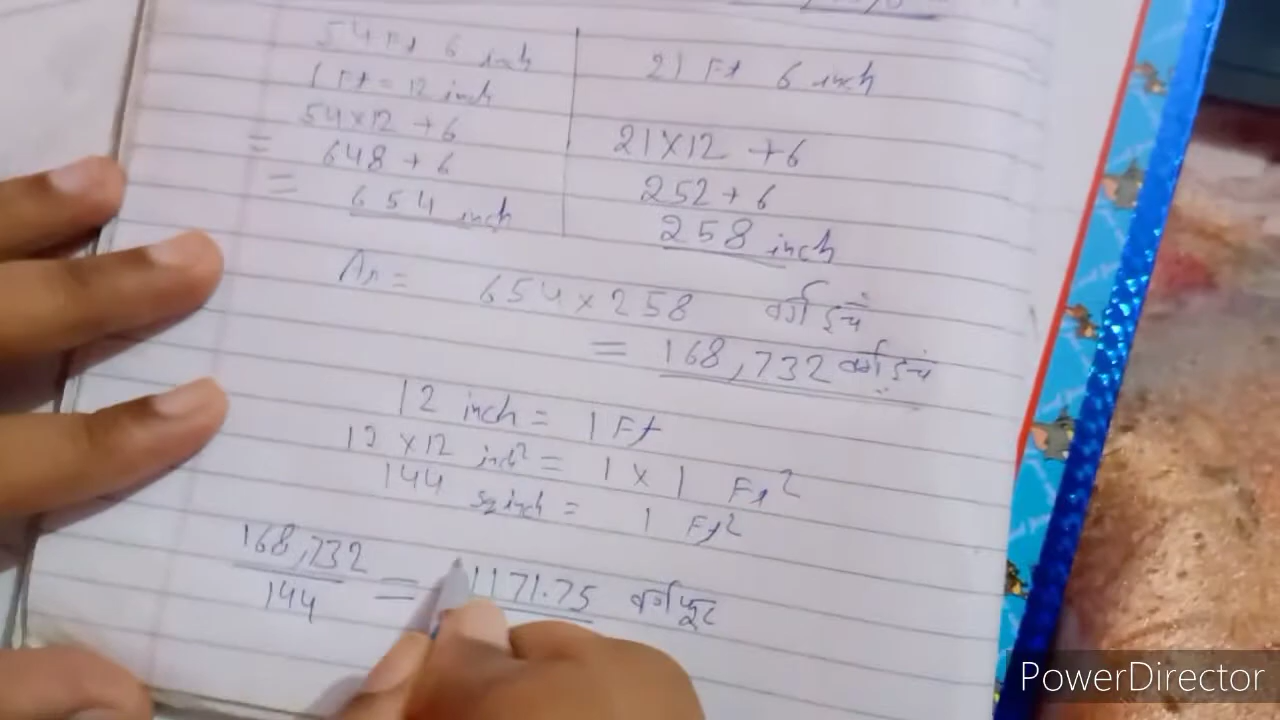 54 Ft 6 inch
1 Ft = 12 inch
54×12 + 6
= 648 + 6
= 654 inch
21 Ft 6 inch
21×12 +6
252 + 6
258 inch
Ar = 654 × 258 वर्ग इंच
= 168,732 वर्ग इंच
12 inch = 1 Ft
12 ×12 inch² = 1 × 1 Ft²
144 sq inch = 1 Ft²
168,732
144
= 1171.75 वर्ग फुट
PowerDirector